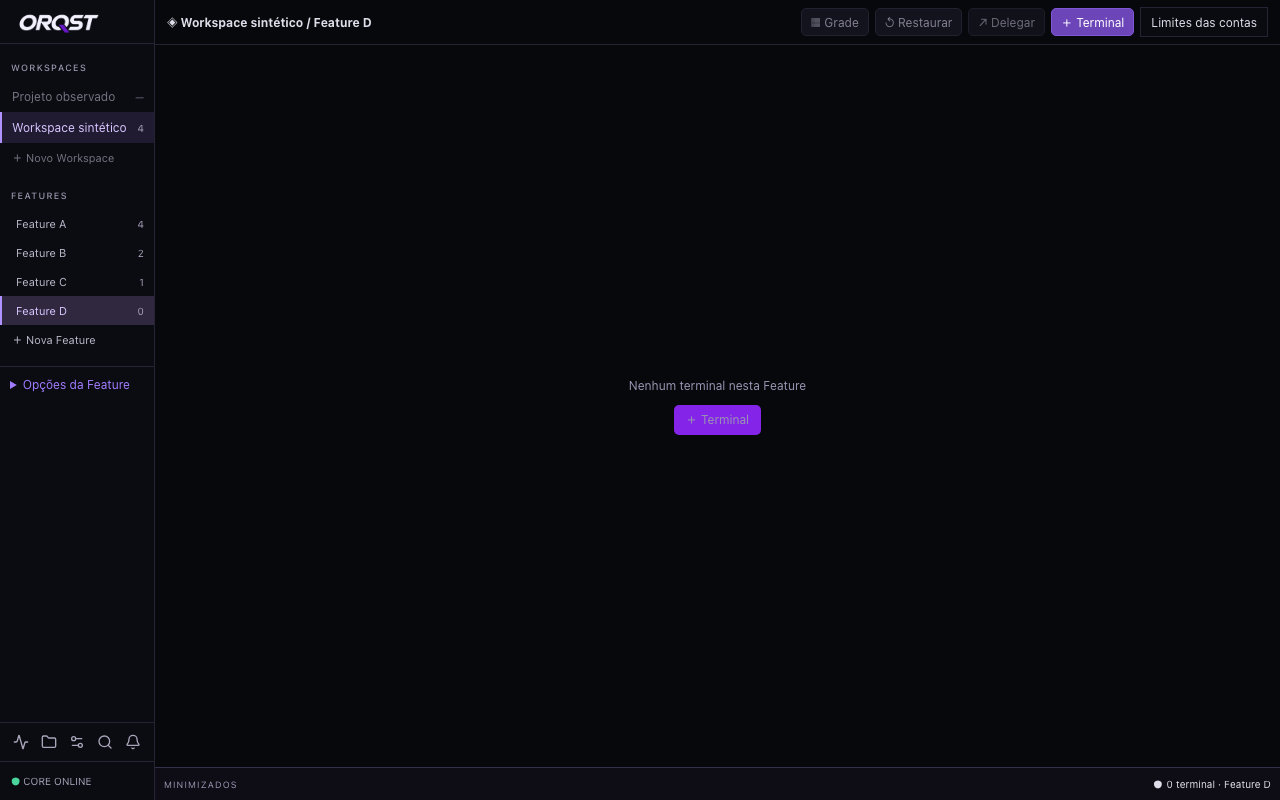 ORQST
WORKSPACES
Projeto observado —
Workspace sintético 4
+ Novo Workspace
FEATURES
Feature A 4
Feature B 2
Feature C 1
Feature D 0
+ Nova Feature
▶ Opções da Feature
CORE ONLINE
◈ Workspace sintético / Feature D
▦ Grade
↺ Restaurar
↗ Delegar
+ Terminal
Limites das contas
Nenhum terminal nesta Feature
+ Terminal
MINIMIZADOS
0 terminal · Feature D